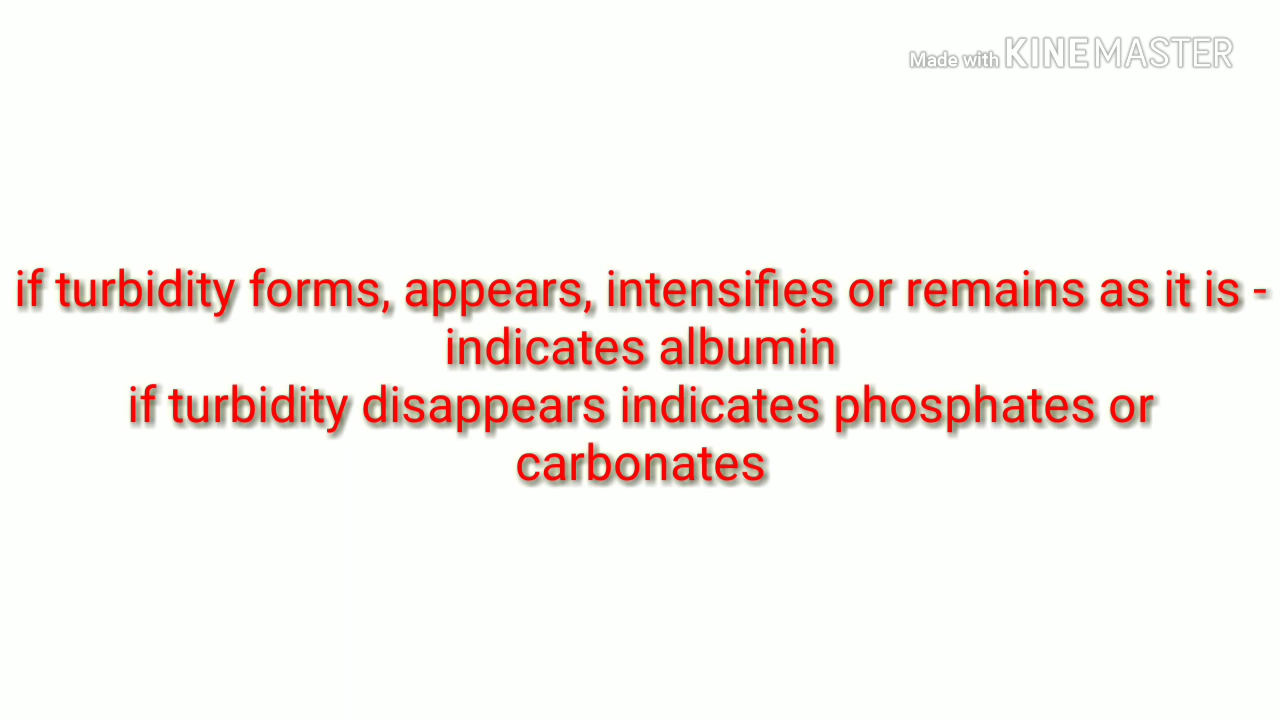 Made with KINEMASTER
if turbidity forms, appears, intensifies or remains as it is -
indicates albumin
if turbidity disappears indicates phosphates or
carbonates